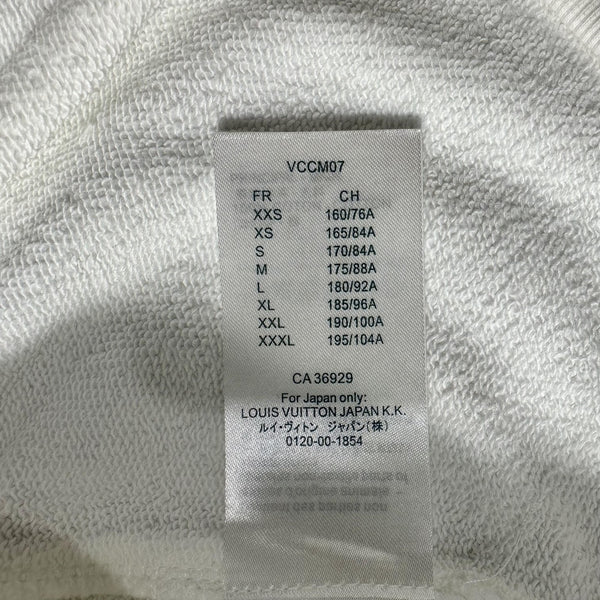 VCCM07
FR CH
XXS 160/76A
XS 165/84A
S 170/84A
M 175/88A
L 180/92A
XL 185/96A
XXL 190/100A
XXXL 195/104A
CA 36929
For Japan only:
LOUIS VUITTON JAPAN K.K.
ルイ・ヴィトン ジャパン(株)
0120-00-1854